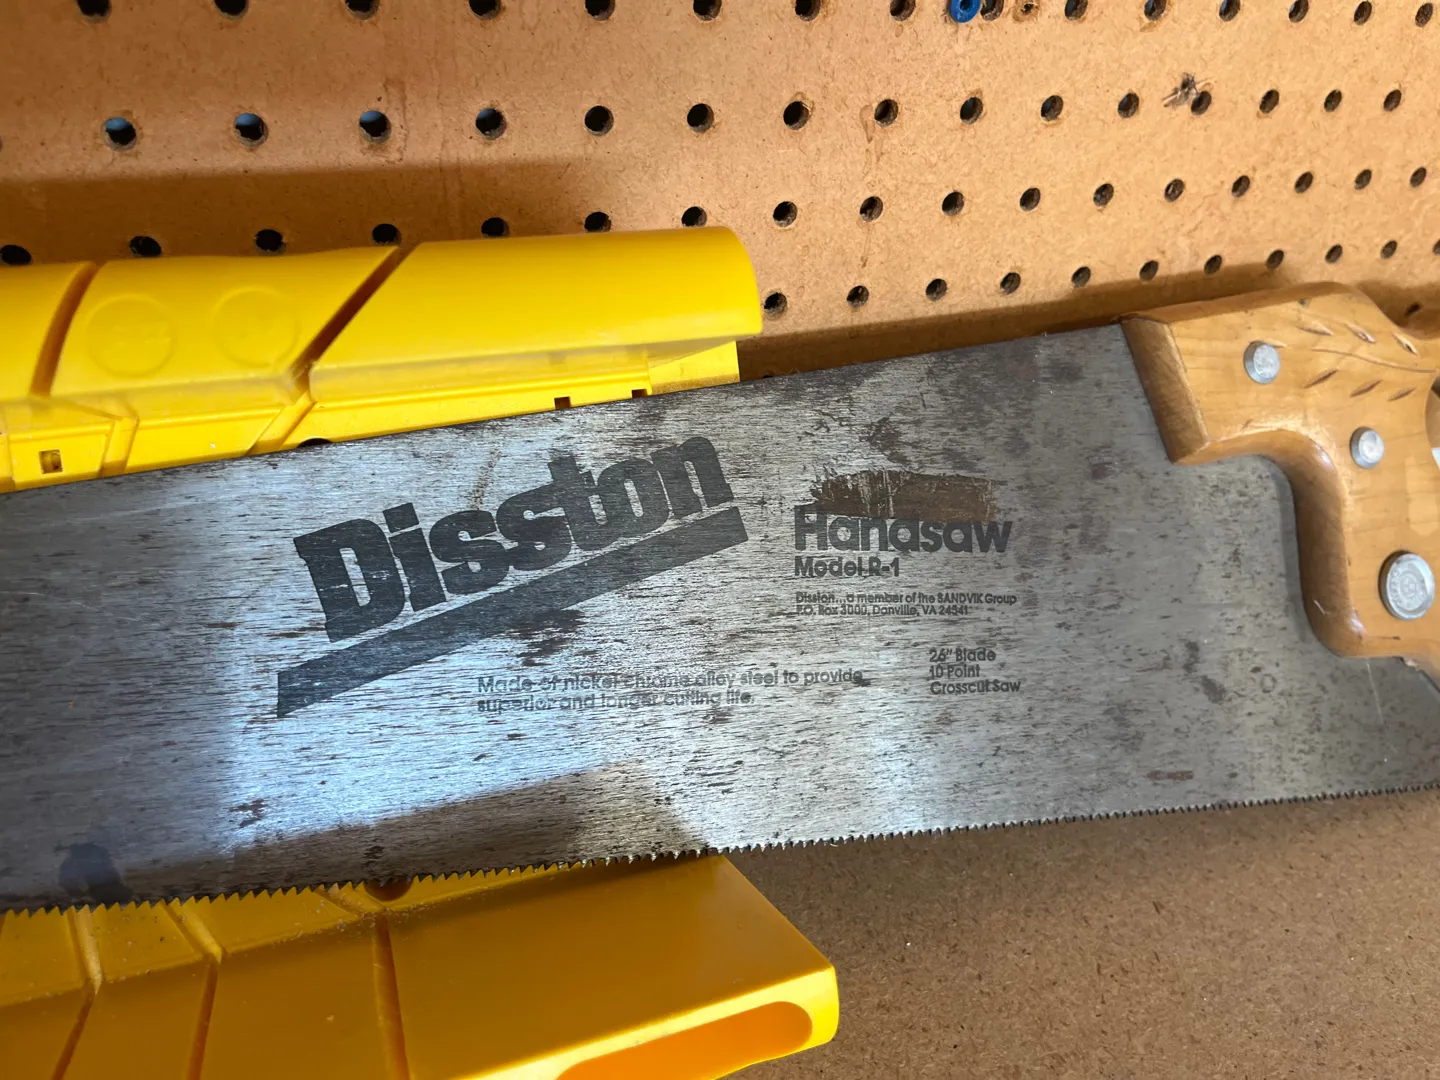 Disston
Handsaw
Model R-1
Disston...a member of the SANDVIK Group
P.O. Box 3000, Danville, VA 24541
Made of nickel chrome alloy steel to provide
superior and longer cutting life.
26" Blade
10 Point
Crosscut Saw